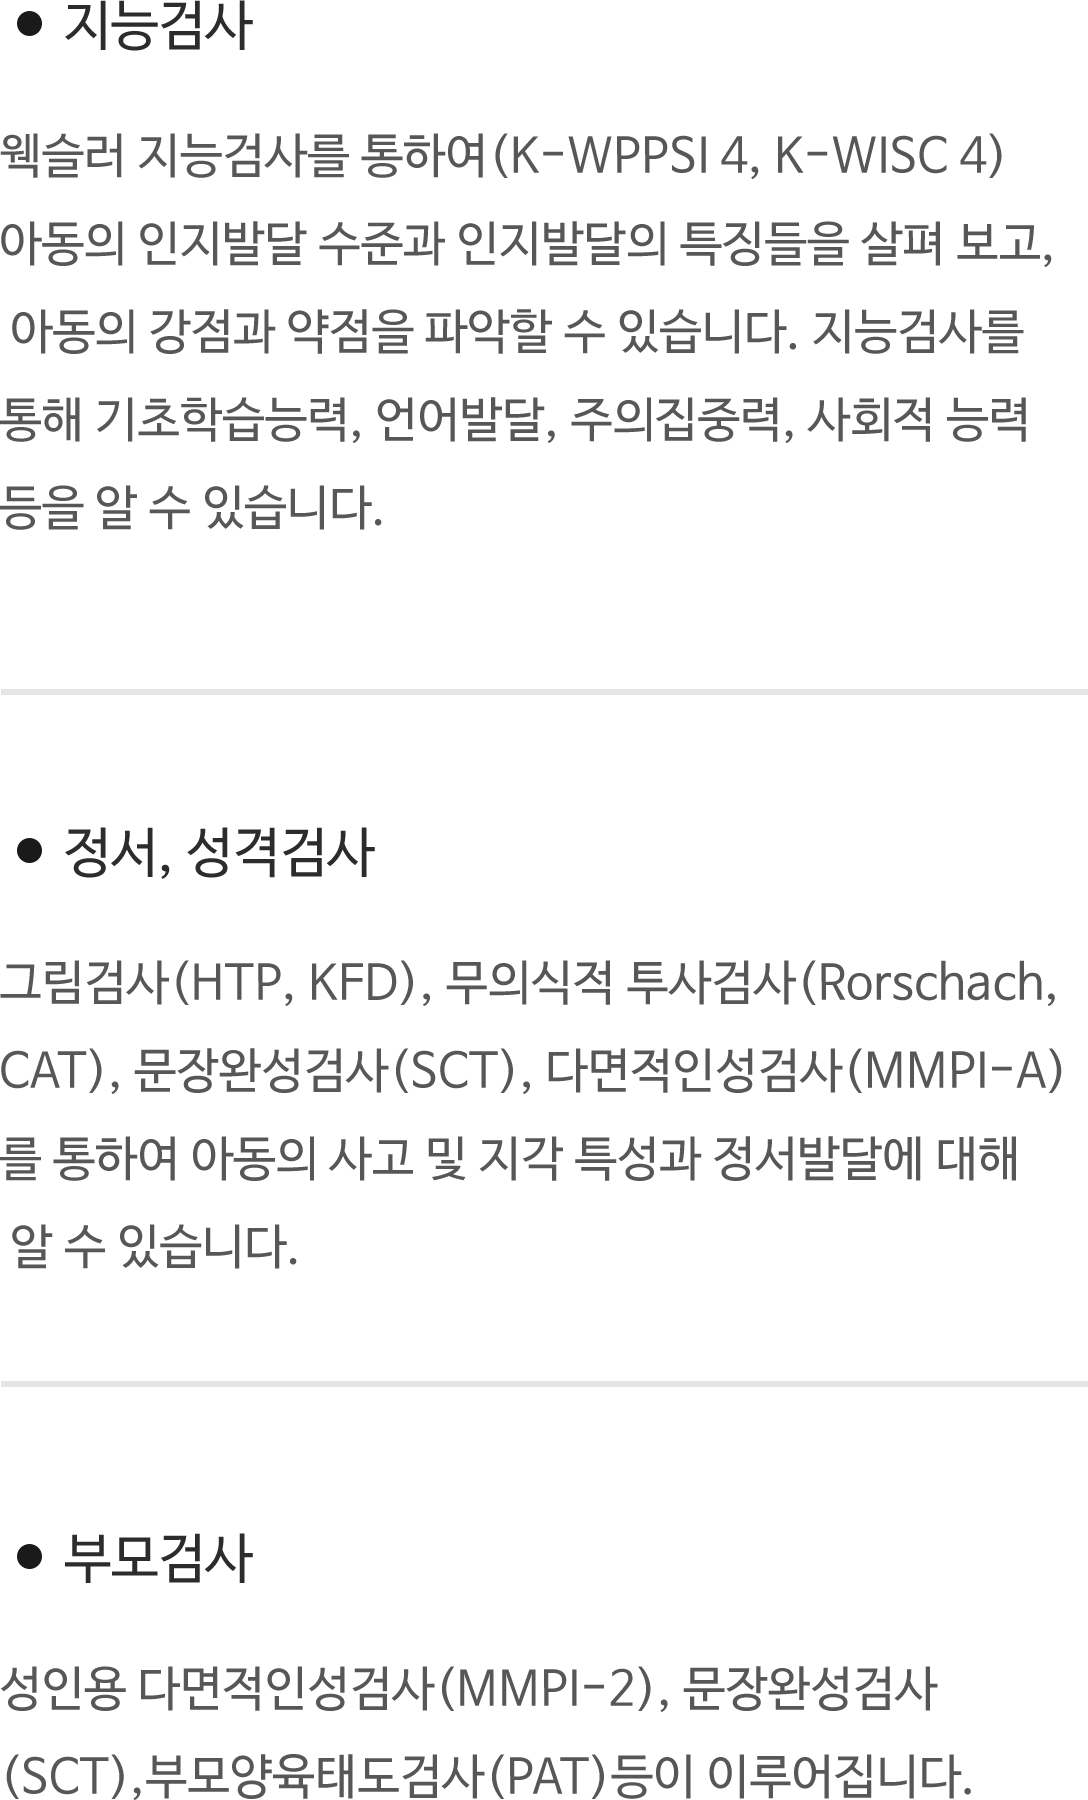 ● 지능검사
웩슬러 지능검사를 통하여(K-WPPSI 4, K-WISC 4)
아동의 인지발달 수준과 인지발달의 특징들을 살펴 보고,
아동의 강점과 약점을 파악할 수 있습니다. 지능검사를
통해 기초학습능력, 언어발달, 주의집중력, 사회적 능력
등을 알 수 있습니다.
● 정서, 성격검사
그림검사(HTP, KFD), 무의식적 투사검사(Rorschach,
CAT), 문장완성검사(SCT), 다면적인성검사(MMPI-A)
를 통하여 아동의 사고 및 지각 특성과 정서발달에 대해
알 수 있습니다.
● 부모검사
성인용 다면적인성검사(MMPI-2), 문장완성검사
(SCT),부모양육태도검사(PAT)등이 이루어집니다.